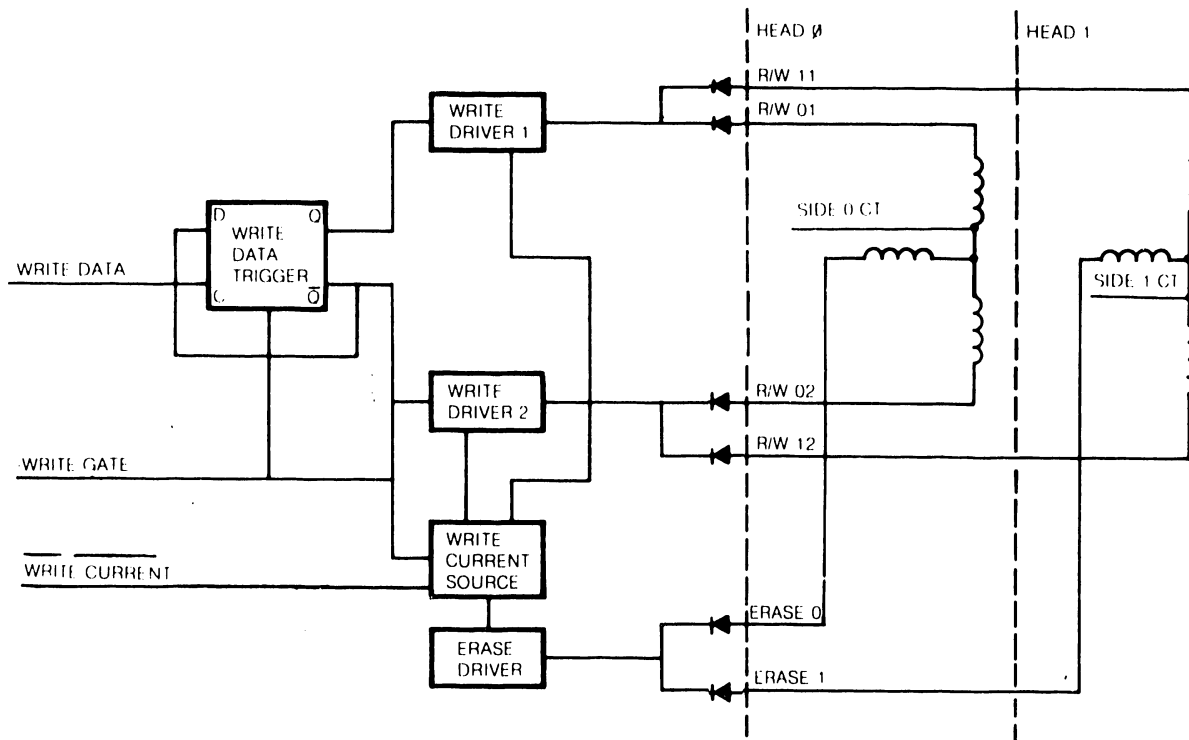 HEAD 0
HEAD 1
R/W 11
WRITE
DRIVER 1
R/W 01
D Q
WRITE
DATA
TRIGGER
C Q̅
SIDE 0 CT
WRITE DATA
SIDE 1 CT
WRITE
DRIVER 2
R/W 02
R/W 12
WRITE GATE
WRITE
CURRENT
SOURCE
WRITE CURRENT
ERASE 0
ERASE
DRIVER
ERASE 1